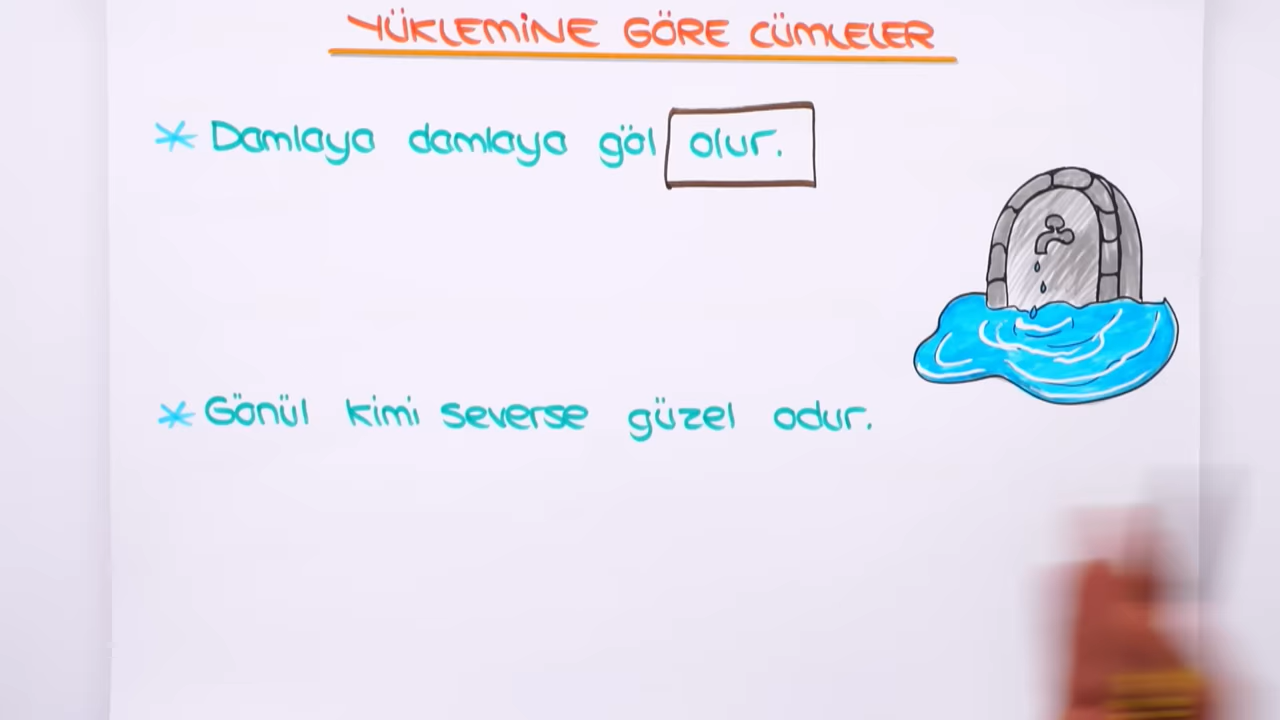 YÜKLEMİNE GÖRE CÜMLELER
* Damlaya damlaya göl olur.
* Gönül kimi severse güzel odur.